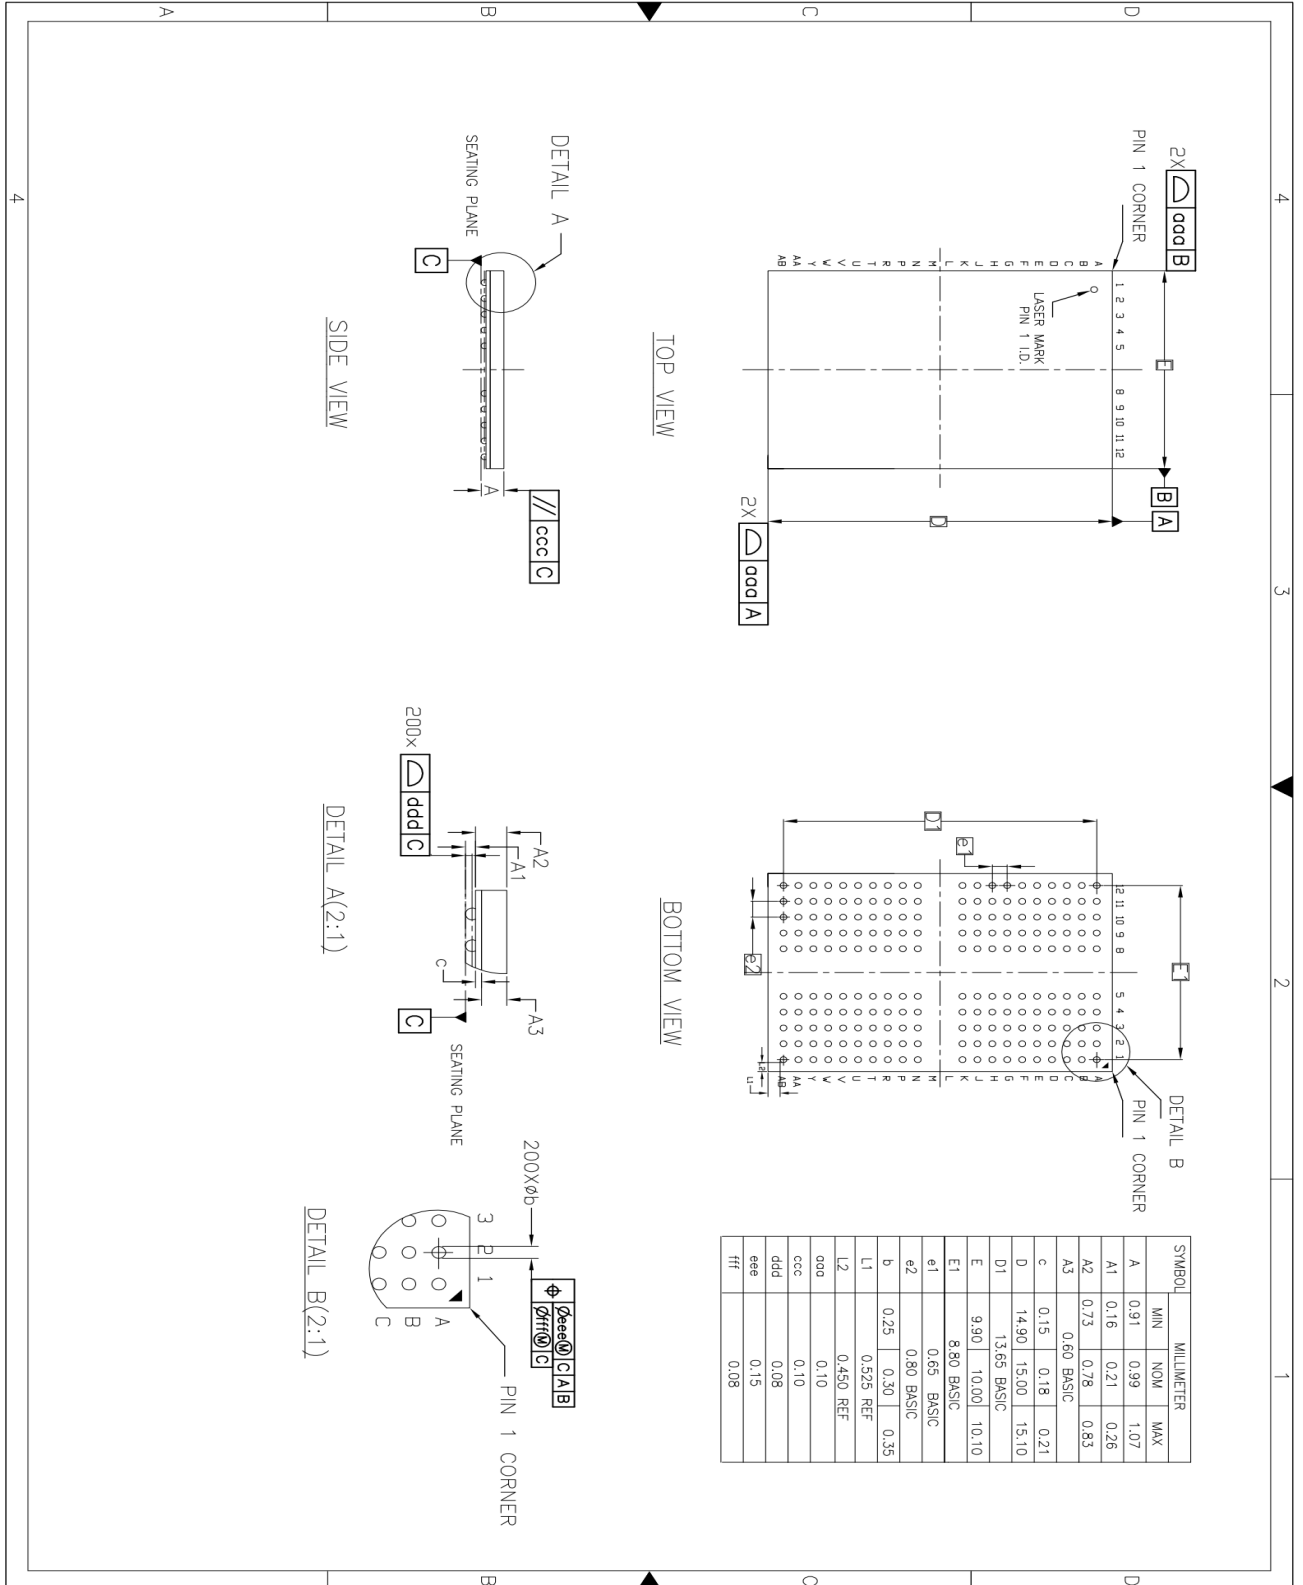 4
3
2
1
D
C
B
A
2X aaa B
PIN 1 CORNER
1 2 3 4 5 8 9 10 11 12
E
B A
A
B
C
D
E
F
G
H
J
K
L
M
N
P
R
T
U
V
W
Y
AA
AB
LASER MARK
PIN 1 I.D.
D
2X aaa A
TOP VIEW
DETAIL A
SEATING PLANE
C
A
// ccc C
SIDE VIEW
D1
e1
E1
e2
12 11 10 9 8 5 4 3 2 1
A
B
C
D
E
F
G
H
J
K
L
M
N
P
R
T
U
V
W
Y
AA
AB
L2
L1
DETAIL B
PIN 1 CORNER
BOTTOM VIEW
A2
A1
200x ddd C
c
A3
C
SEATING PLANE
DETAIL A(2:1)
200XØb
⌖ Øeee Ⓜ C A B
Øfff Ⓜ C
3 2 1
A
B
C
PIN 1 CORNER
DETAIL B(2:1)
SYMBOL MILLIMETER
MIN NOM MAX
A 0.91 0.99 1.07
A1 0.16 0.21 0.26
A2 0.73 0.78 0.83
A3 0.60 BASIC
c 0.15 0.18 0.21
D 14.90 15.00 15.10
D1 13.65 BASIC
E 9.90 10.00 10.10
E1 8.80 BASIC
e1 0.65 BASIC
e2 0.80 BASIC
b 0.25 0.30 0.35
L1 0.525 REF
L2 0.450 REF
aaa 0.10
ccc 0.10
ddd 0.08
eee 0.15
fff 0.08
D
C
B
A
4